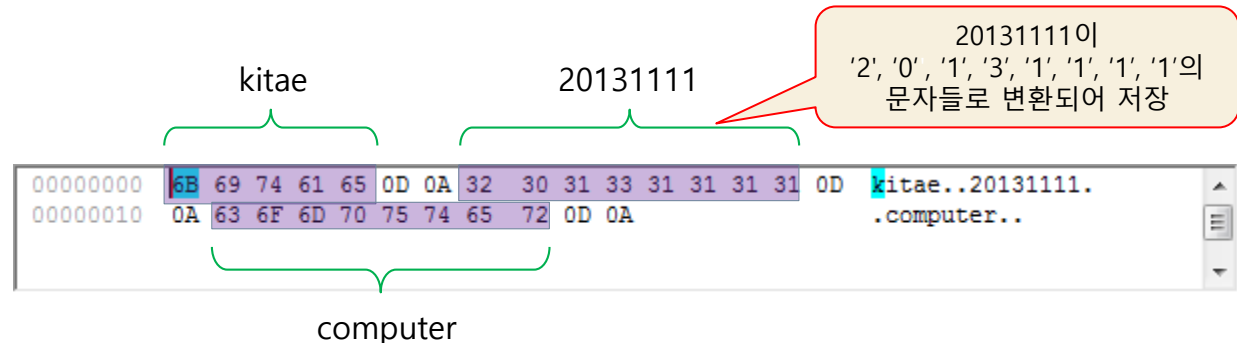 20131111이
'2', '0' , '1', '3', '1', '1', '1', '1'의
문자들로 변환되어 저장
kitae
20131111
00000000 6B 69 74 61 65 0D 0A 32 30 31 33 31 31 31 31 0D kitae..20131111.
00000010 0A 63 6F 6D 70 75 74 65 72 0D 0A .computer..
computer